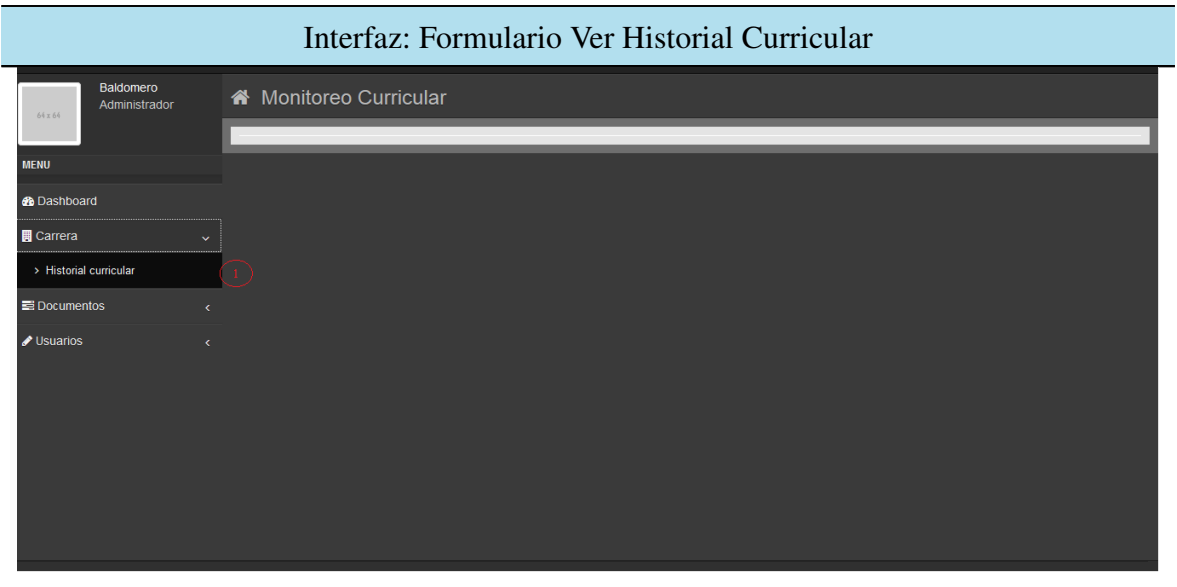 Interfaz: Formulario Ver Historial Curricular
64 x 64
Baldomero
Administrador
Monitoreo Curricular
MENU
Dashboard
Carrera
Historial curricular
1
Documentos
Usuarios